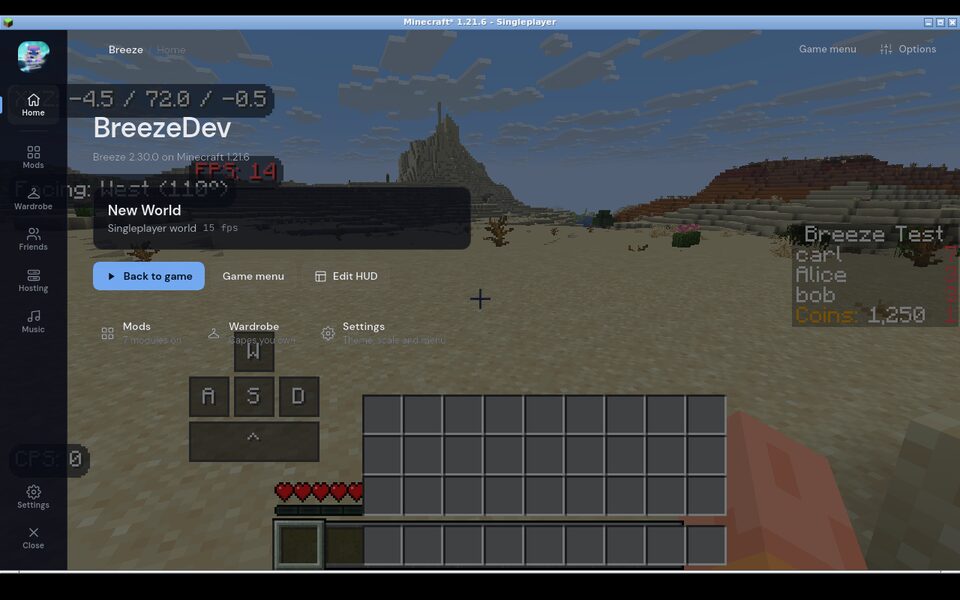 Minecraft* 1.21.6 - Singleplayer
Breeze / Home
Game menu
Options
-4.5 / 72.0 / -0.5
Home
BreezeDev
Breeze 2.30.0 on Minecraft 1.21.6
Mods
FPS: 14
Facing: West (110°)
Wardrobe
New World
Singleplayer world 15 fps
Friends
Breeze Test
carl
Alice
bob
Coins: 1,250
Hosting
Back to game
Game menu
Edit HUD
Music
Mods
7 modules on
Wardrobe
Capes you own
Settings
Theme, scale and menu
W
A S D
^
CPS: 0
Settings
Close